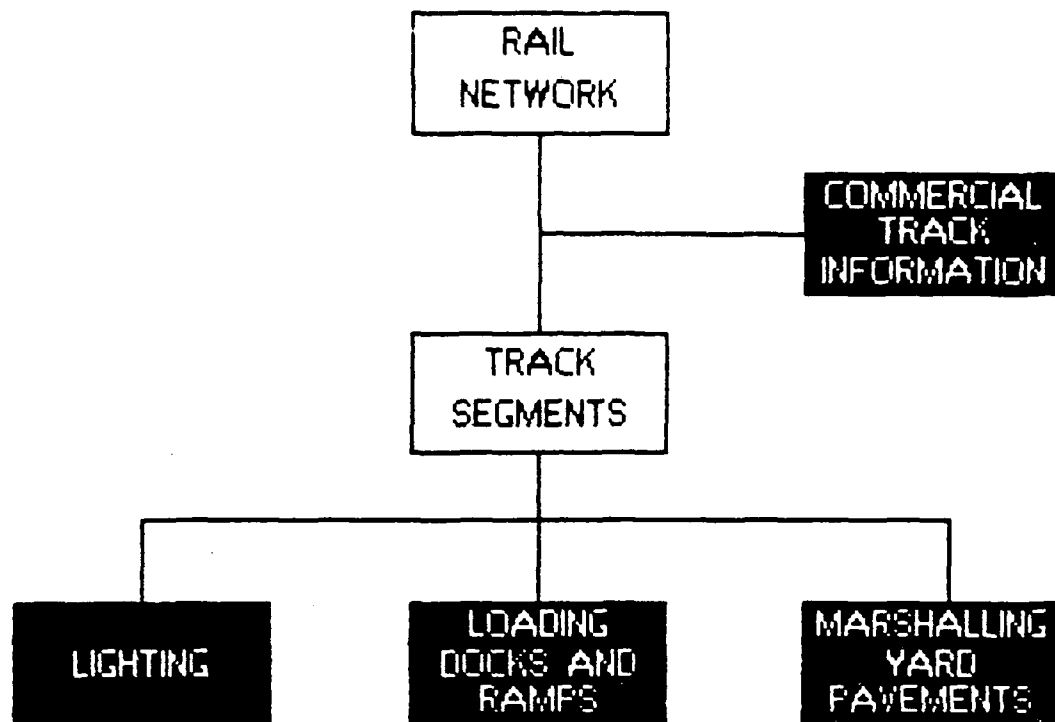 RAIL
NETWORK
COMMERCIAL
TRACK
INFORMATION
TRACK
SEGMENTS
LIGHTING
LOADING
DOCKS AND
RAMPS
MARSHALLING
YARD
PAVEMENTS